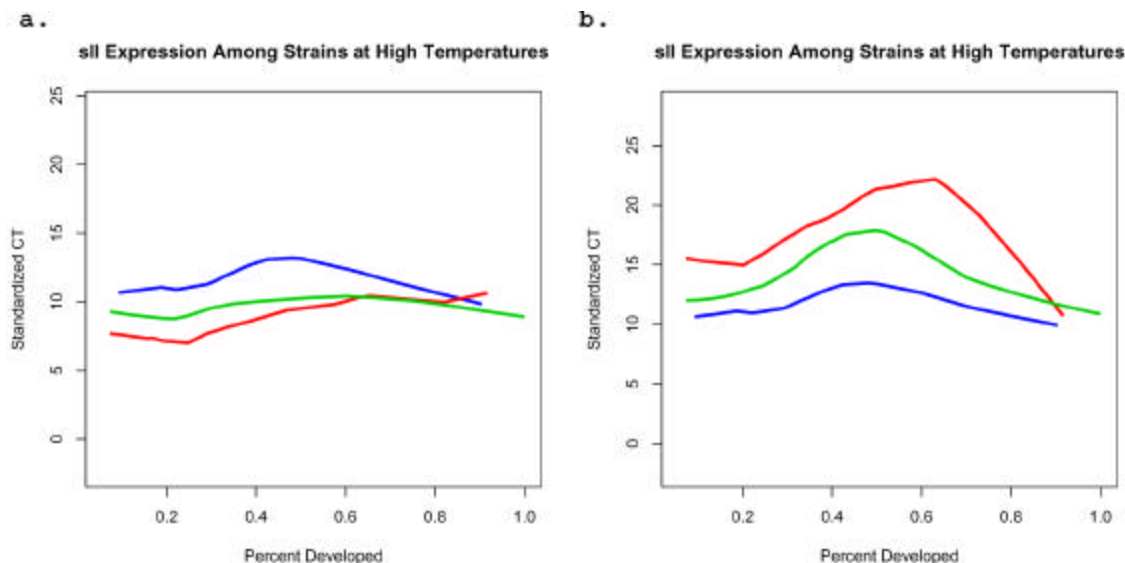 a.
sll Expression Among Strains at High Temperatures
Standardized CT
25
20
15
10
5
0
0.2 0.4 0.6 0.8 1.0
Percent Developed
b.
sll Expression Among Strains at High Temperatures
Standardized CT
25
20
15
10
5
0
0.2 0.4 0.6 0.8 1.0
Percent Developed